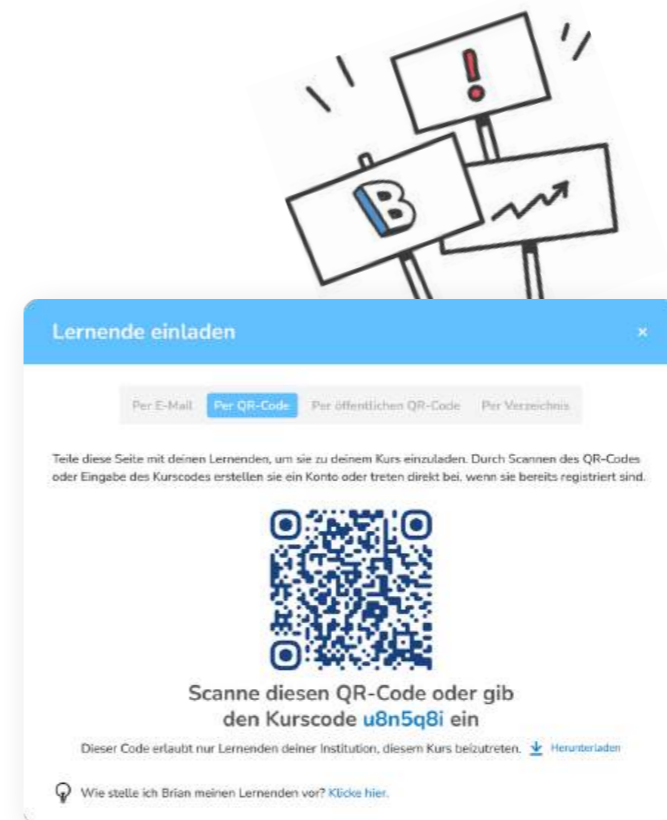 !
B
Lernende einladen ×
Per E-Mail Per QR-Code Per öffentlichen QR-Code Per Verzeichnis
Teile diese Seite mit deinen Lernenden, um sie zu deinem Kurs einzuladen. Durch Scannen des QR-Codes
oder Eingabe des Kurscodes erstellen sie ein Konto oder treten direkt bei, wenn sie bereits registriert sind.
Scanne diesen QR-Code oder gib
den Kurscode u8n5q8i ein
Dieser Code erlaubt nur Lernenden deiner Institution, diesem Kurs beizutreten. Herunterladen
Wie stelle ich Brian meinen Lernenden vor? Klicke hier.